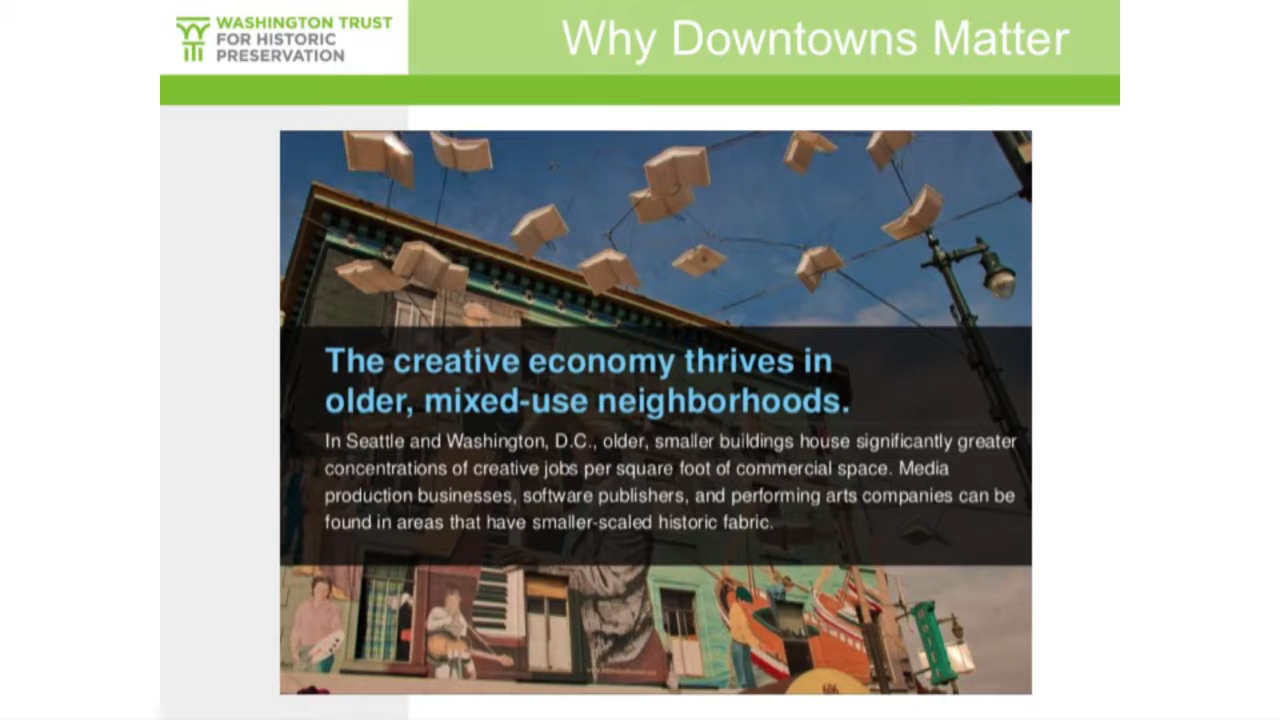 WASHINGTON TRUST
FOR HISTORIC
PRESERVATION
Why Downtowns Matter
The creative economy thrives in
older, mixed-use neighborhoods.
In Seattle and Washington, D.C., older, smaller buildings house significantly greater
concentrations of creative jobs per square foot of commercial space. Media
production businesses, software publishers, and performing arts companies can be
found in areas that have smaller-scaled historic fabric.